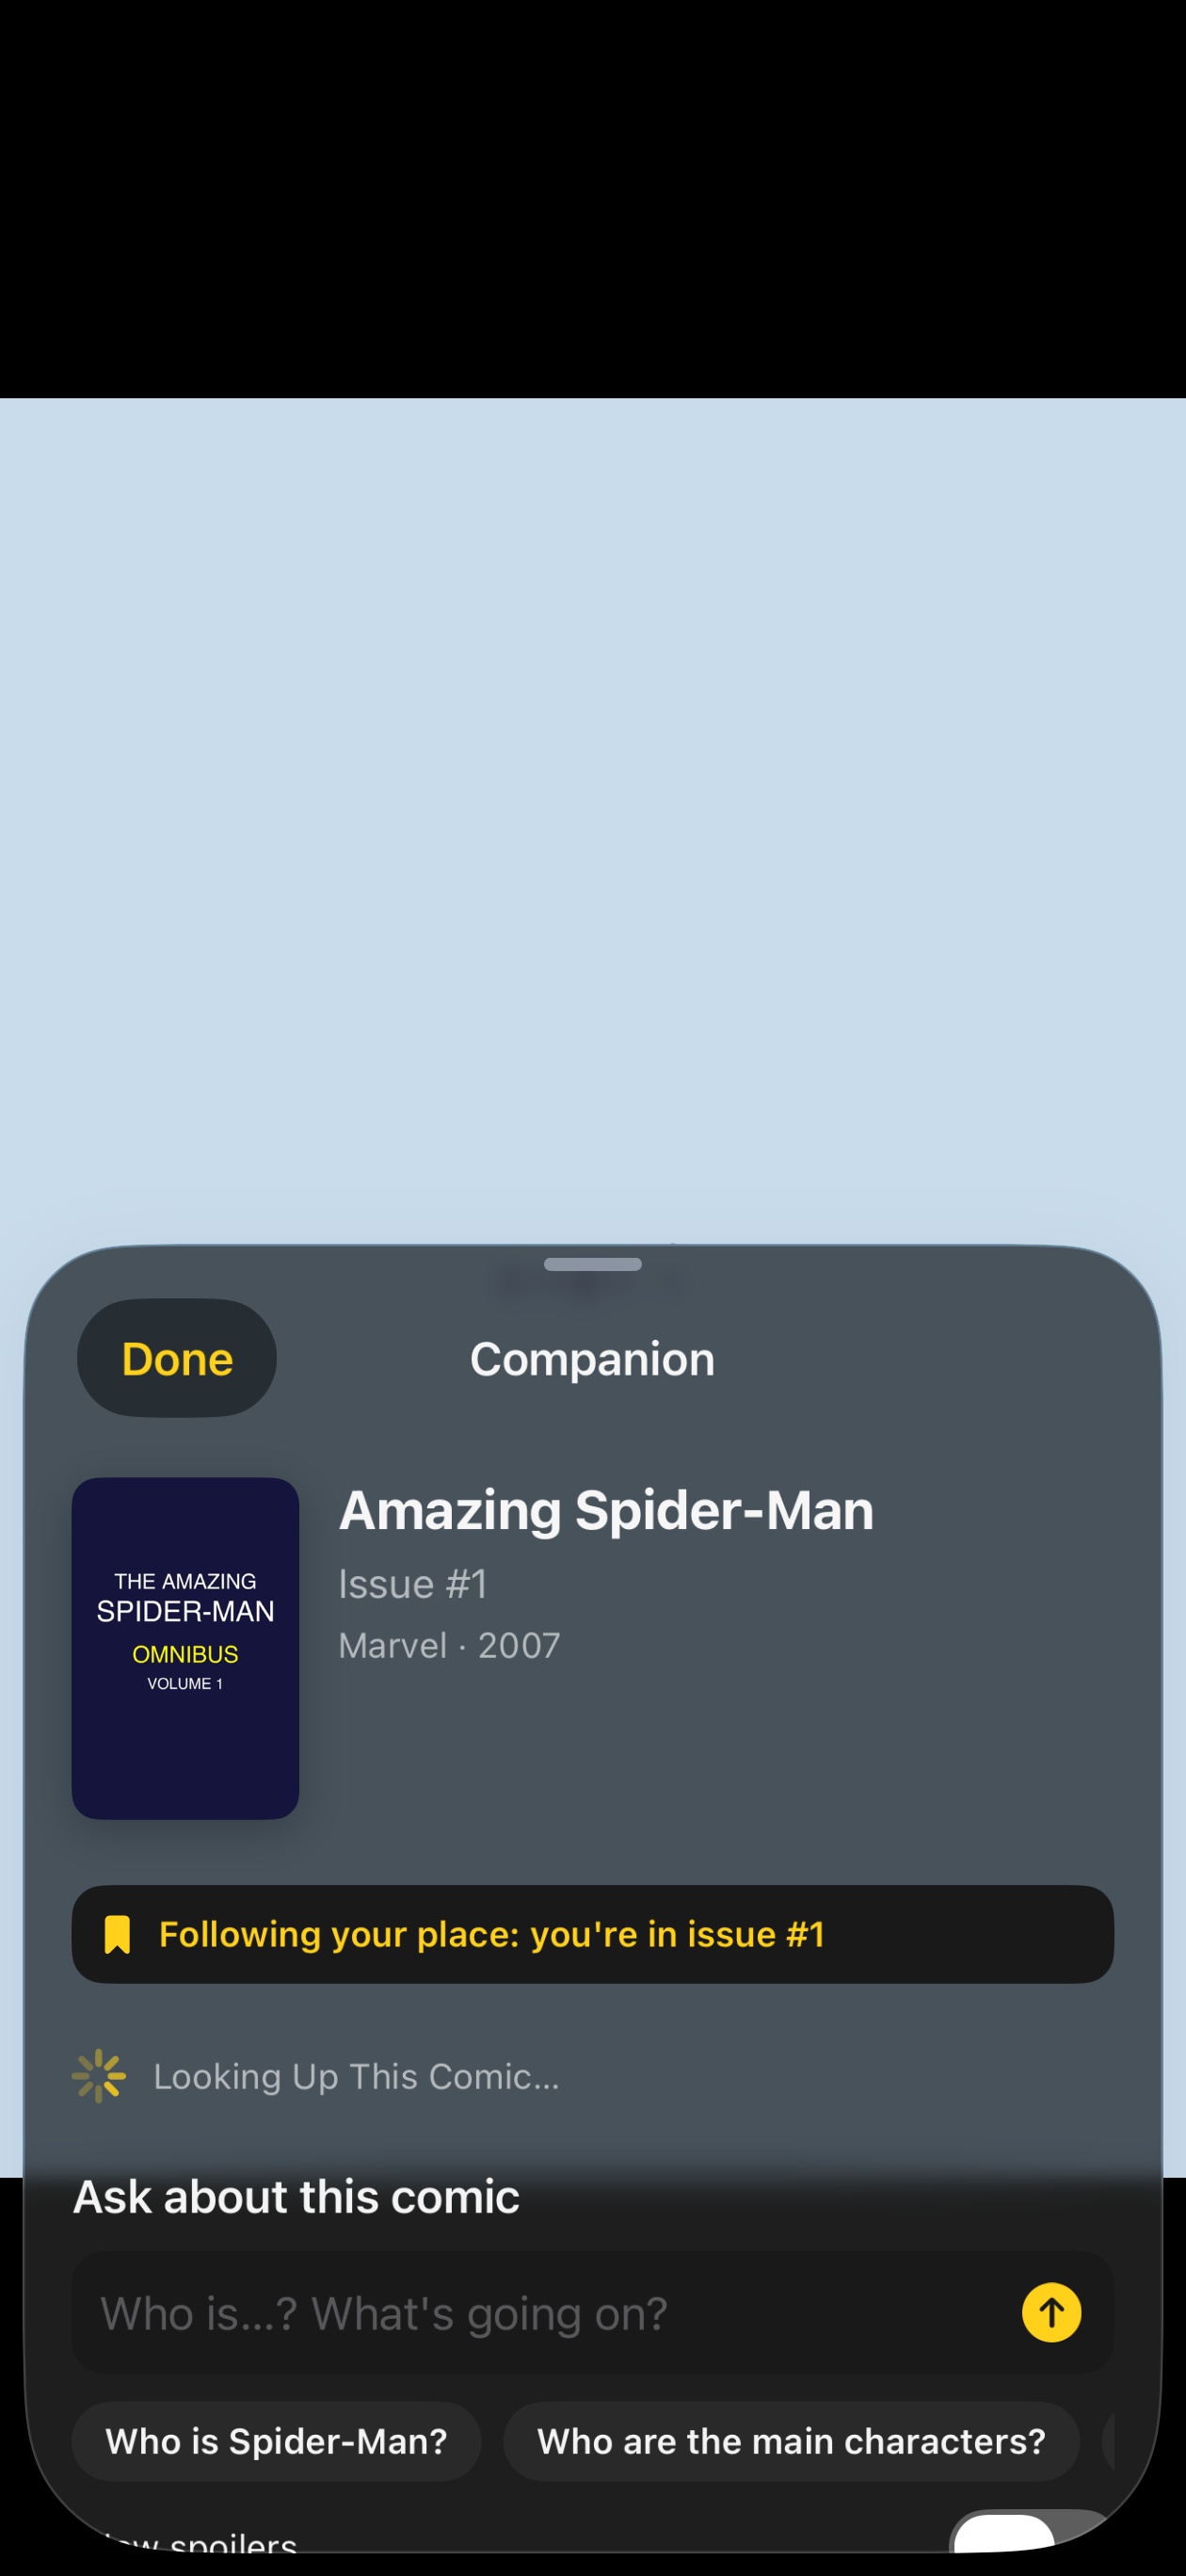 Done
Companion
THE AMAZING
SPIDER-MAN
OMNIBUS
VOLUME 1
Amazing Spider-Man
Issue #1
Marvel · 2007
Following your place: you're in issue #1
Looking Up This Comic...
Ask about this comic
Who is...? What's going on?
Who is Spider-Man?
Who are the main characters?
spoilers